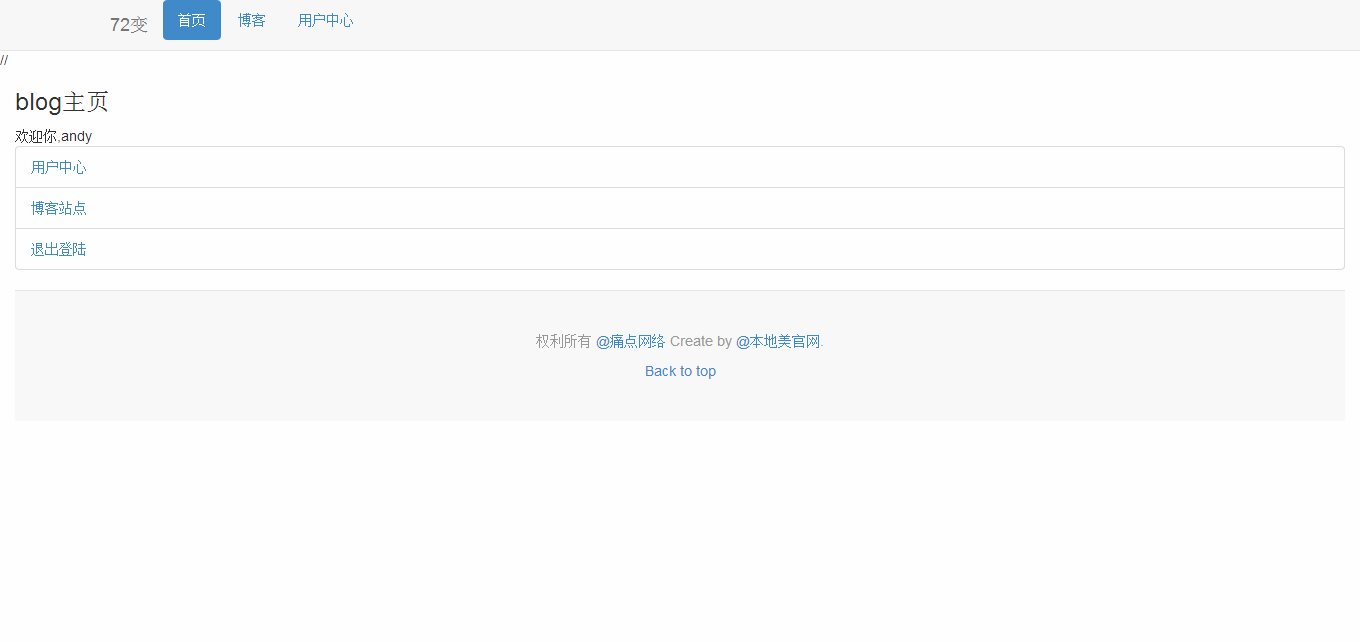 72变 首页 博客 用户中心
//
blog主页
欢迎你,andy
用户中心
博客站点
退出登陆
权利所有 @痛点网络 Create by @本地美官网.
Back to top